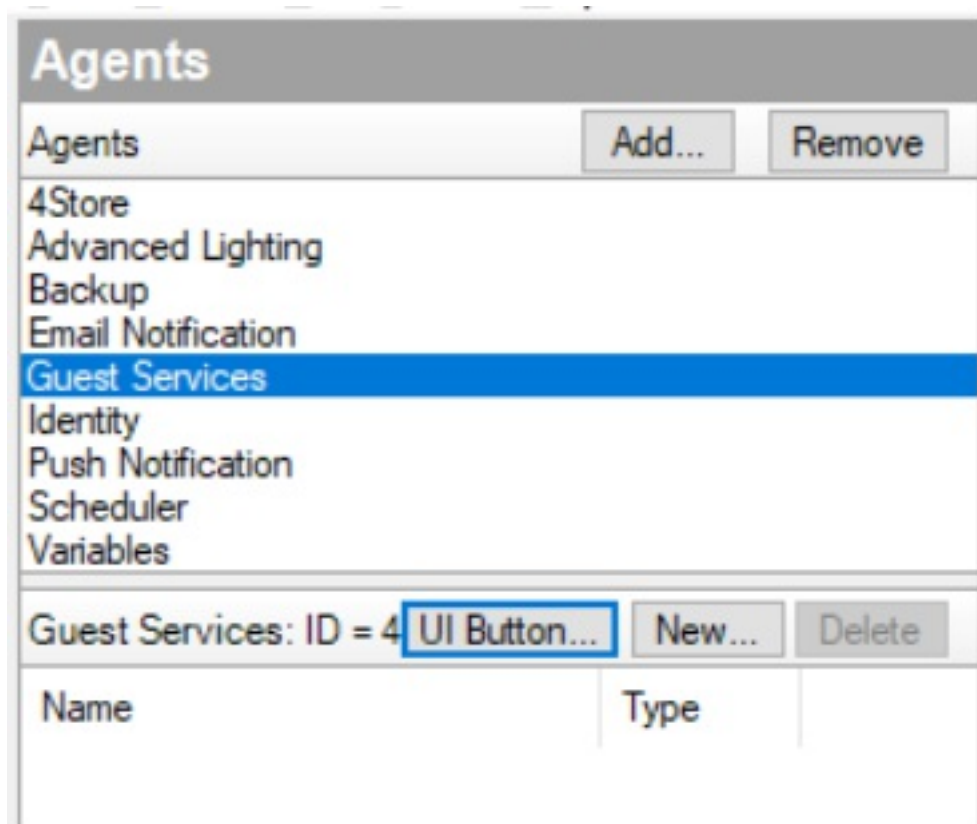 Agents
Agents Add... Remove
4Store
Advanced Lighting
Backup
Email Notification
Guest Services
Identity
Push Notification
Scheduler
Variables
Guest Services: ID = 4 UI Button... New... Delete
Name Type